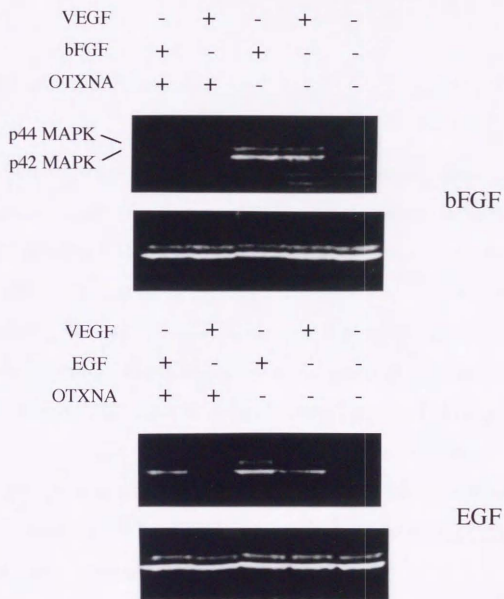 VEGF - + - + -
bFGF + - + - -
OTXNA + + - - -
p44 MAPK
p42 MAPK
bFGF
VEGF - + - + -
EGF + - + - -
OTXNA + + - - -
EGF